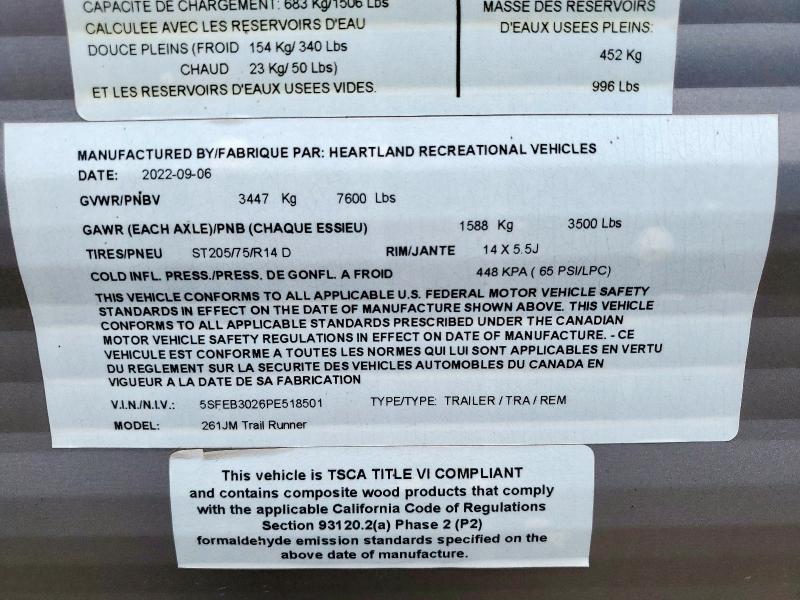 CAPACITE DE CHARGEMENT: 683 Kg/1506 Lbs
CALCULEE AVEC LES RESERVOIRS D'EAU
DOUCE PLEINS (FROID 154 Kg/ 340 Lbs
CHAUD 23 Kg/ 50 Lbs)
ET LES RESERVOIRS D'EAUX USEES VIDES.
MASSE DES RESERVOIRS
D'EAUX USEES PLEINS:
452 Kg
996 Lbs
MANUFACTURED BY/FABRIQUE PAR: HEARTLAND RECREATIONAL VEHICLES
DATE: 2022-09-06
GVWR/PNBV 3447 Kg 7600 Lbs
GAWR (EACH AXLE)/PNB (CHAQUE ESSIEU) 1588 Kg 3500 Lbs
TIRES/PNEU ST205/75/R14 D RIM/JANTE 14 X 5.5J
COLD INFL. PRESS./PRESS. DE GONFL. A FROID 448 KPA ( 65 PSI/LPC)
THIS VEHICLE CONFORMS TO ALL APPLICABLE U.S. FEDERAL MOTOR VEHICLE SAFETY
STANDARDS IN EFFECT ON THE DATE OF MANUFACTURE SHOWN ABOVE. THIS VEHICLE
CONFORMS TO ALL APPLICABLE STANDARDS PRESCRIBED UNDER THE CANADIAN
MOTOR VEHICLE SAFETY REGULATIONS IN EFFECT ON DATE OF MANUFACTURE. - CE
VEHICULE EST CONFORME A TOUTES LES NORMES QUI LUI SONT APPLICABLES EN VERTU
DU REGLEMENT SUR LA SECURITE DES VEHICLES AUTOMOBILES DU CANADA EN
VIGUEUR A LA DATE DE SA FABRICATION
V.I.N./N.I.V.: 5SFEB3026PE518501 TYPE/TYPE: TRAILER / TRA / REM
MODEL: 261JM Trail Runner
This vehicle is TSCA TITLE VI COMPLIANT
and contains composite wood products that comply
with the applicable California Code of Regulations
Section 93120.2(a) Phase 2 (P2)
formaldehyde emission standards specified on the
above date of manufacture.